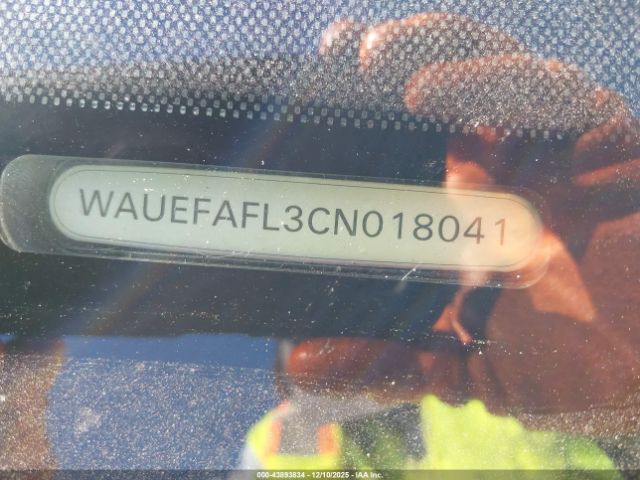 WAUEFAFL3CN018041
000-43893834 - 12/10/2025 - IAA Inc.